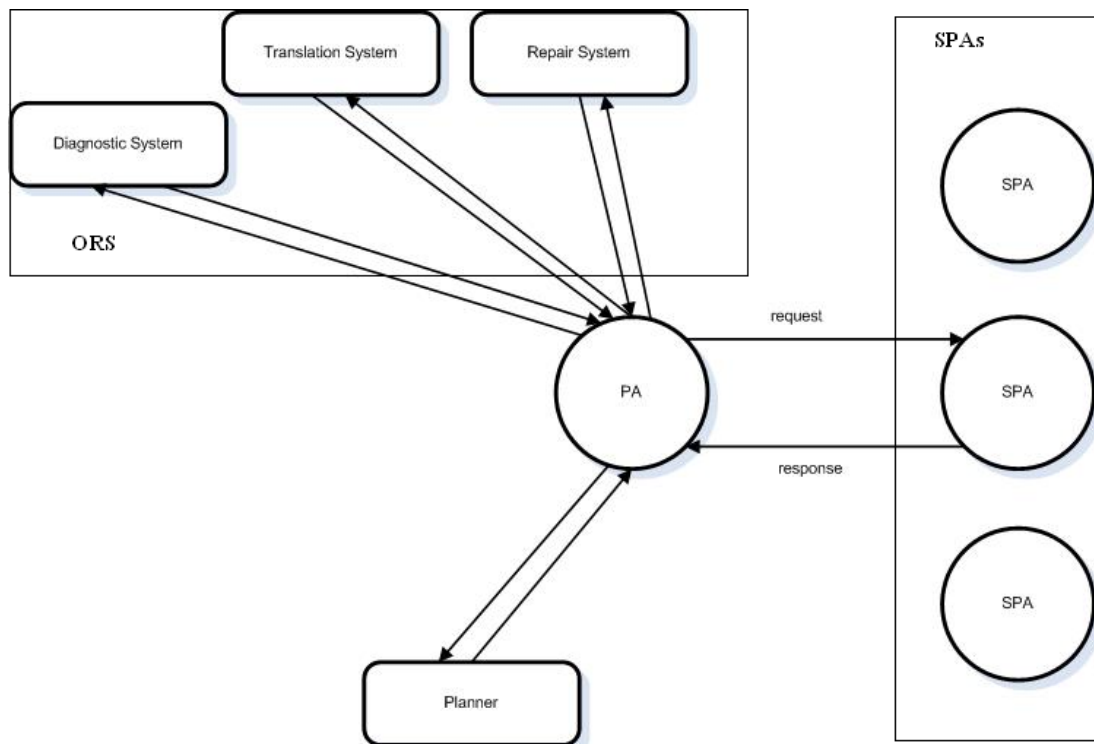 Translation System
Repair System
SPAs
Diagnostic System
SPA
ORS
request
PA
SPA
response
SPA
Planner